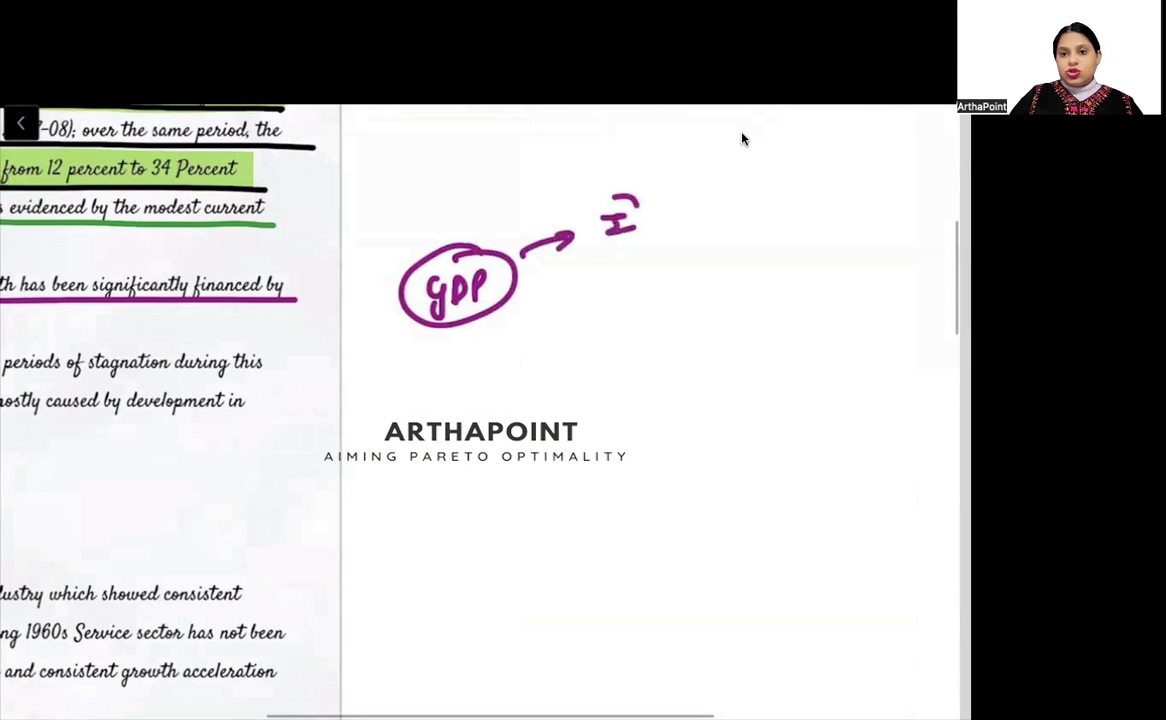 ArthaPoint
-08); over the same period, the
from 12 percent to 34 Percent
s evidenced by the modest current
th has been significantly financed by
periods of stagnation during this
mostly caused by development in
dustry which showed consistent
ng 1960s Service sector has not been
and consistent growth acceleration
GDP
I
ARTHAPOINT
AIMING PARETO OPTIMALITY